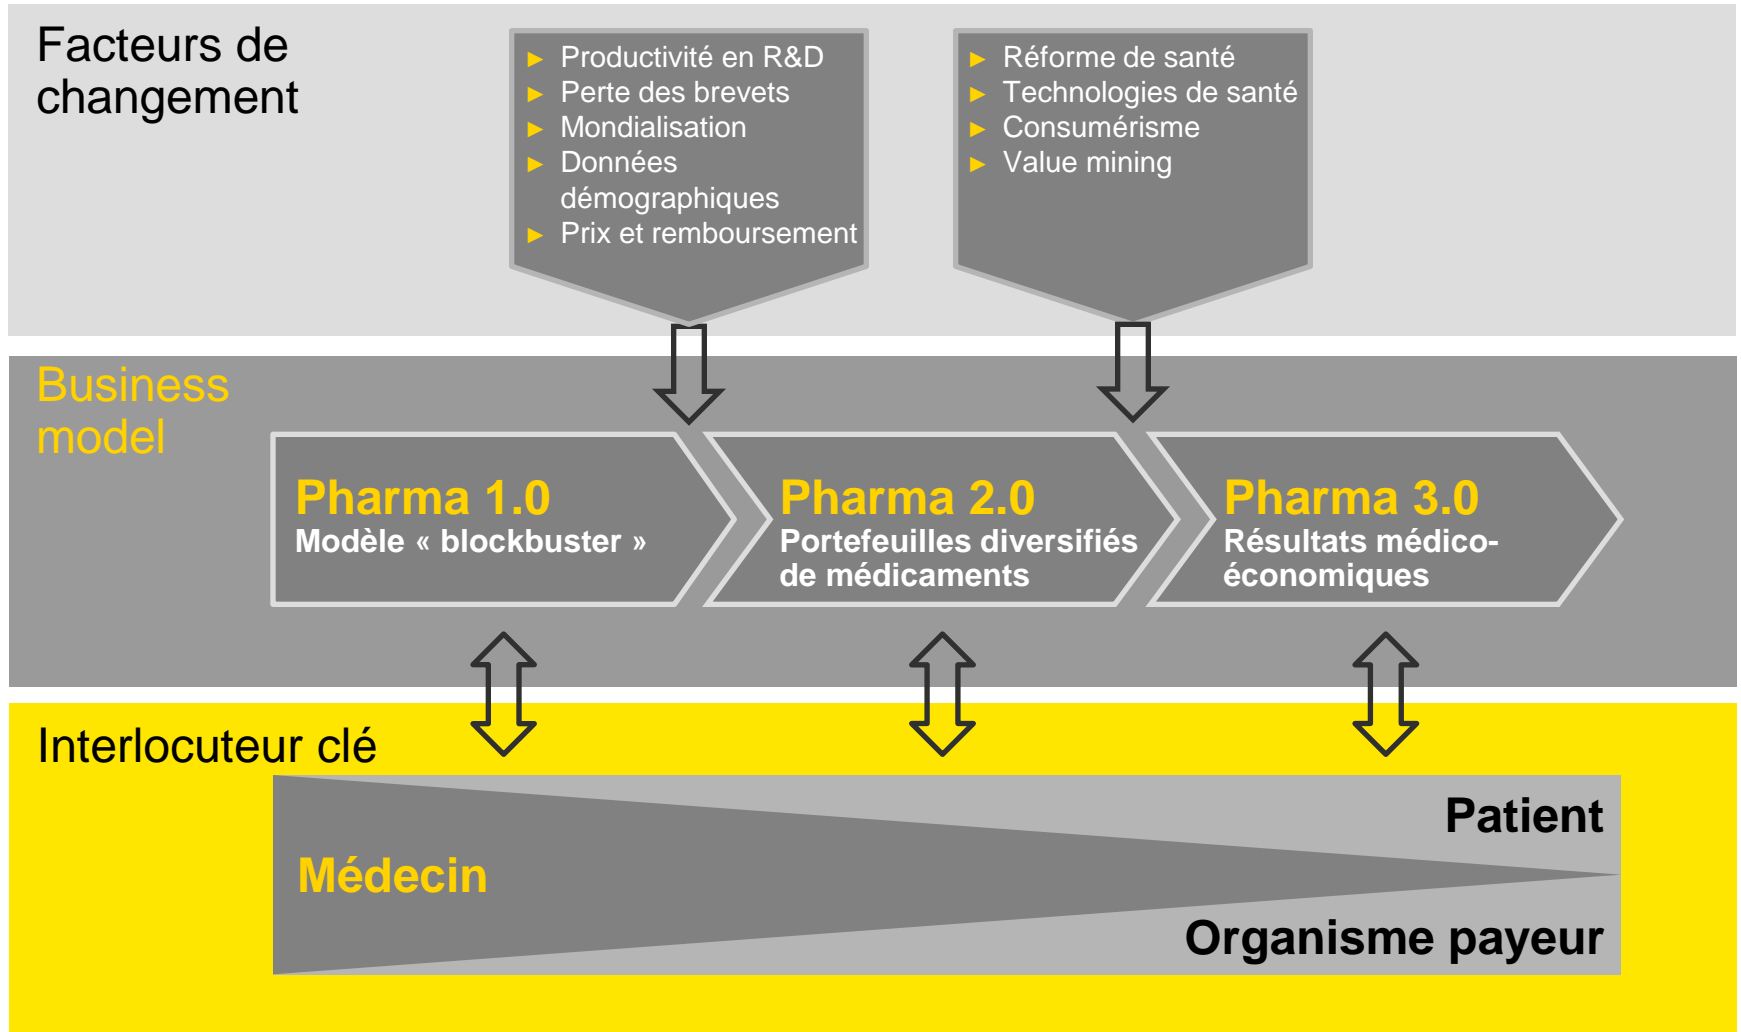 Facteurs de
changement
► Productivité en R&D
► Perte des brevets
► Mondialisation
► Données
démographiques
► Prix et remboursement
► Réforme de santé
► Technologies de santé
► Consumérisme
► Value mining
Business
model
Pharma 1.0
Modèle « blockbuster »
Pharma 2.0
Portefeuilles diversifiés
de médicaments
Pharma 3.0
Résultats médico-
économiques
Interlocuteur clé
Médecin
Patient
Organisme payeur